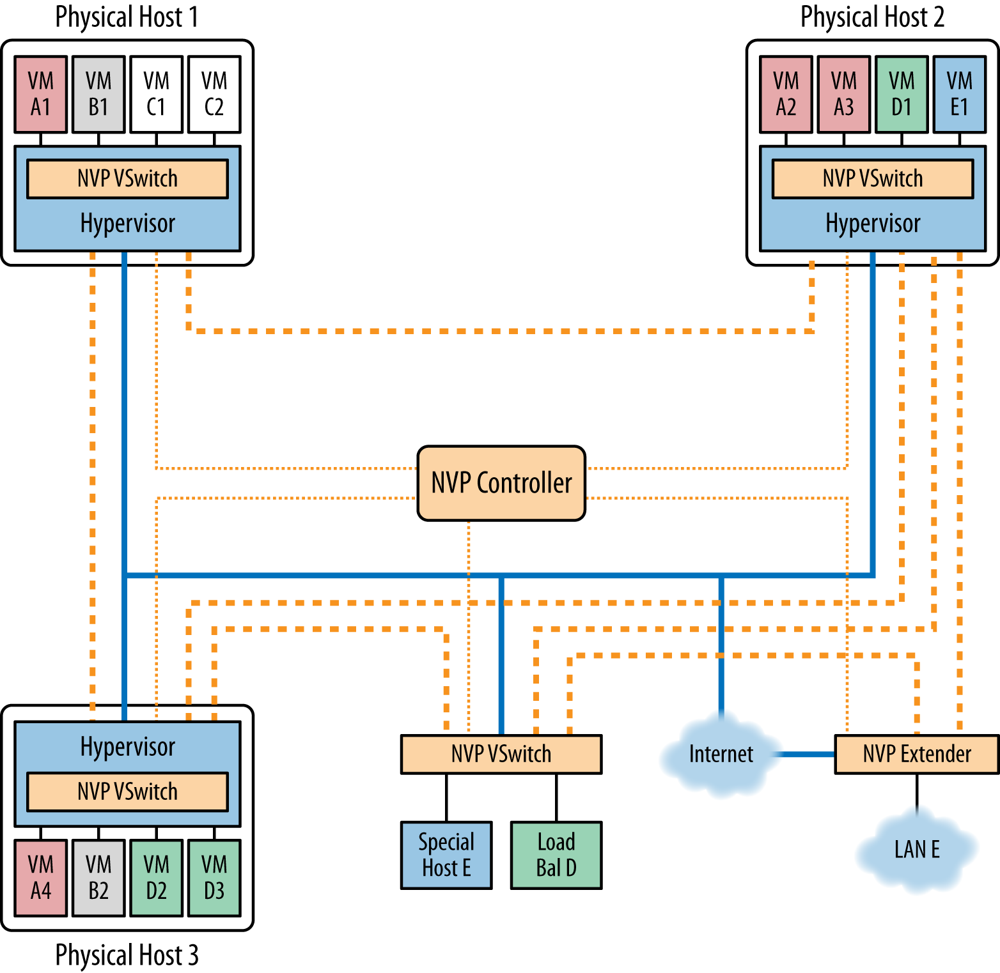 Physical Host 1
Physical Host 2
VM
A1
VM
B1
VM
C1
VM
C2
VM
A2
VM
A3
VM
D1
VM
E1
NVP VSwitch
Hypervisor
NVP VSwitch
Hypervisor
NVP Controller
Hypervisor
NVP VSwitch
NVP VSwitch
Internet
NVP Extender
VM
A4
VM
B2
VM
D2
VM
D3
Special
Host E
Load
Bal D
LAN E
Physical Host 3